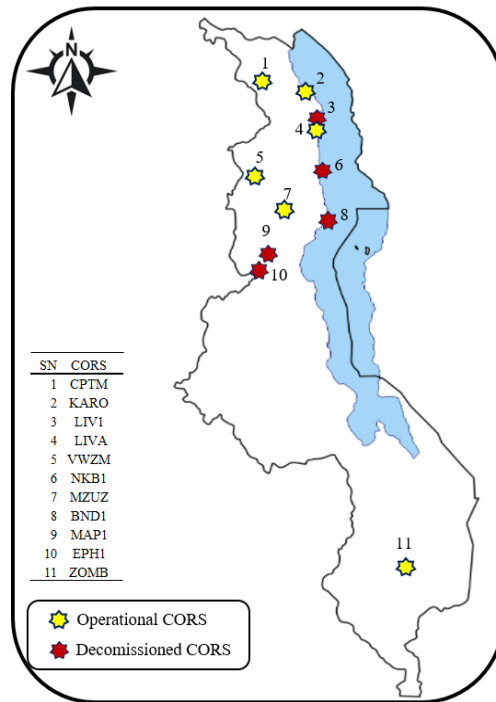 N
1
2
3
4
5
6
7
8
9
10
11
SN CORS
1 CPTM
2 KARO
3 LIV1
4 LIVA
5 VWZM
6 NKB1
7 MZUZ
8 BND1
9 MAP1
10 EPH1
11 ZOMB
Operational CORS
Decomissioned CORS